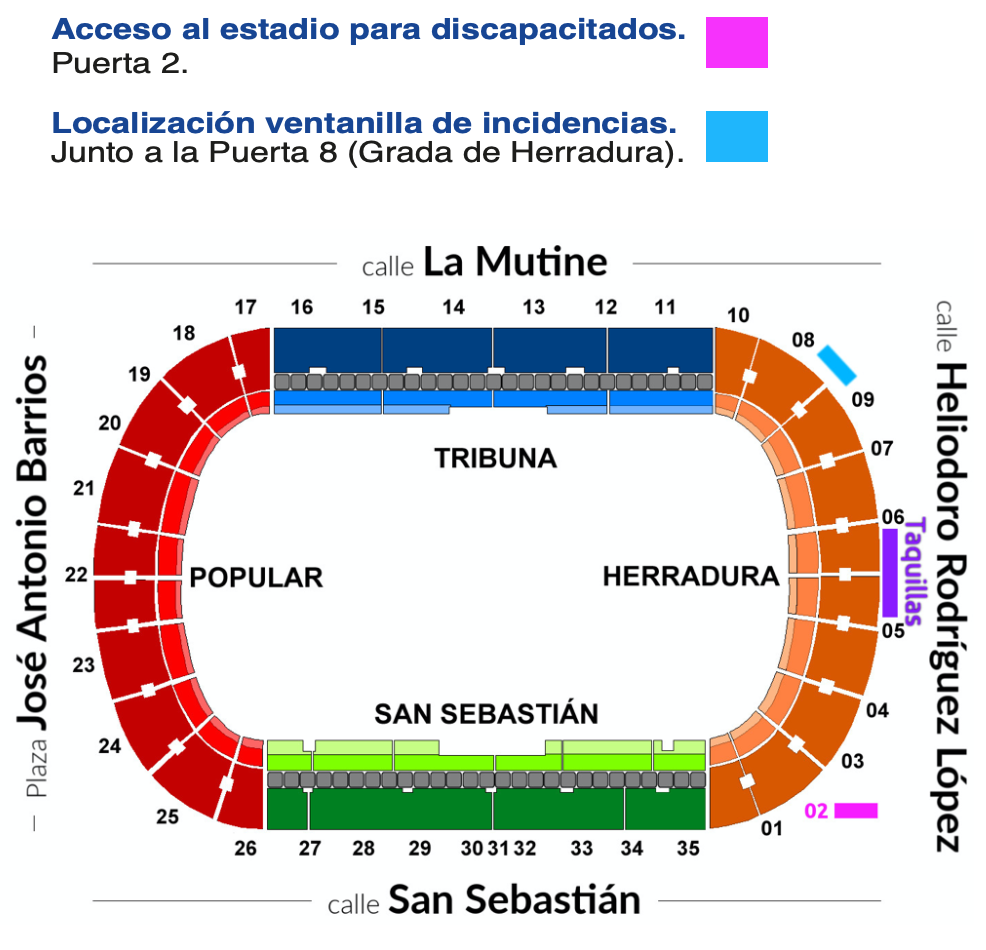 Acceso al estadio para discapacitados.
Puerta 2.
Localización ventanilla de incidencias.
Junto a la Puerta 8 (Grada de Herradura).
calle La Mutine
17 16 15 14 13 12 11 10
18
08
19
09
20
07
21
06
22
05
23
04
24
03
25
02
01
26 27 28 29 30 31 32 33 34 35
TRIBUNA
POPULAR
HERRADURA
SAN SEBASTIÁN
Taquillas
Plaza José Antonio Barrios
calle Heliodoro Rodríguez López
calle San Sebastián